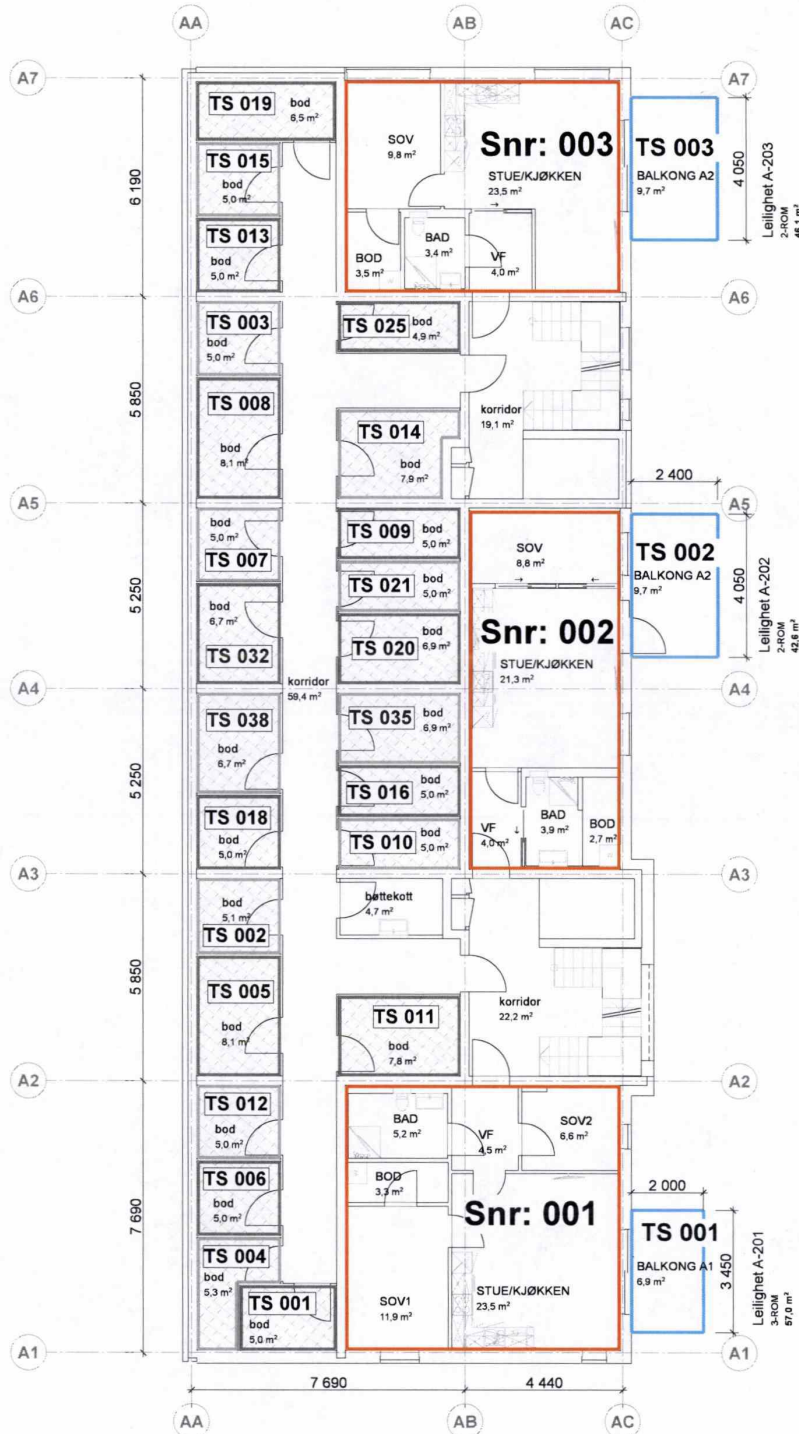 AA
AB
AC
A7
A7
TS 019
bod
6,5 m²
SOV
9,8 m²
Snr: 003
STUE/KJØKKEN
23,5 m²
TS 003
BALKONG A2
9,7 m²
4 050
Leilighet A-203
2-ROM
46,1 m²
TS 015
bod
5,0 m²
6 190
TS 013
bod
5,0 m²
BOD
3,5 m²
BAD
3,4 m²
VF
4,0 m²
A6
A6
TS 003
bod
5,0 m²
TS 025
bod
4,9 m²
5 850
TS 008
bod
8,1 m²
TS 014
bod
7,9 m²
korridor
19,1 m²
2 400
A5
A5
bod
5,0 m²
TS 007
TS 009
bod
5,0 m²
SOV
8,8 m²
TS 002
BALKONG A2
9,7 m²
4 050
Leilighet A-202
2-ROM
42,6 m²
5 250
TS 021
bod
5,0 m²
bod
6,7 m²
TS 032
TS 020
bod
6,9 m²
Snr: 002
STUE/KJØKKEN
21,3 m²
korridor
59,4 m²
A4
A4
TS 038
bod
6,7 m²
TS 035
bod
6,9 m²
5 250
TS 016
bod
5,0 m²
TS 018
bod
5,0 m²
TS 010
bod
5,0 m²
VF
4,0 m²
BAD
3,9 m²
BOD
2,7 m²
A3
A3
bod
5,1 m²
TS 002
bøttekott
4,7 m²
5 850
TS 005
bod
8,1 m²
TS 011
bod
7,8 m²
korridor
22,2 m²
A2
A2
TS 012
bod
5,0 m²
BAD
5,2 m²
VF
4,5 m²
SOV2
6,6 m²
TS 006
bod
5,0 m²
BOD
3,3 m²
7 690
Snr: 001
STUE/KJØKKEN
23,5 m²
2 000
TS 001
BALKONG A1
6,9 m²
3 450
Leilighet A-201
3-ROM
57,0 m²
TS 004
bod
5,3 m²
TS 001
bod
5,0 m²
SOV1
11,9 m²
A1
A1
7 690
4 440
AA
AB
AC